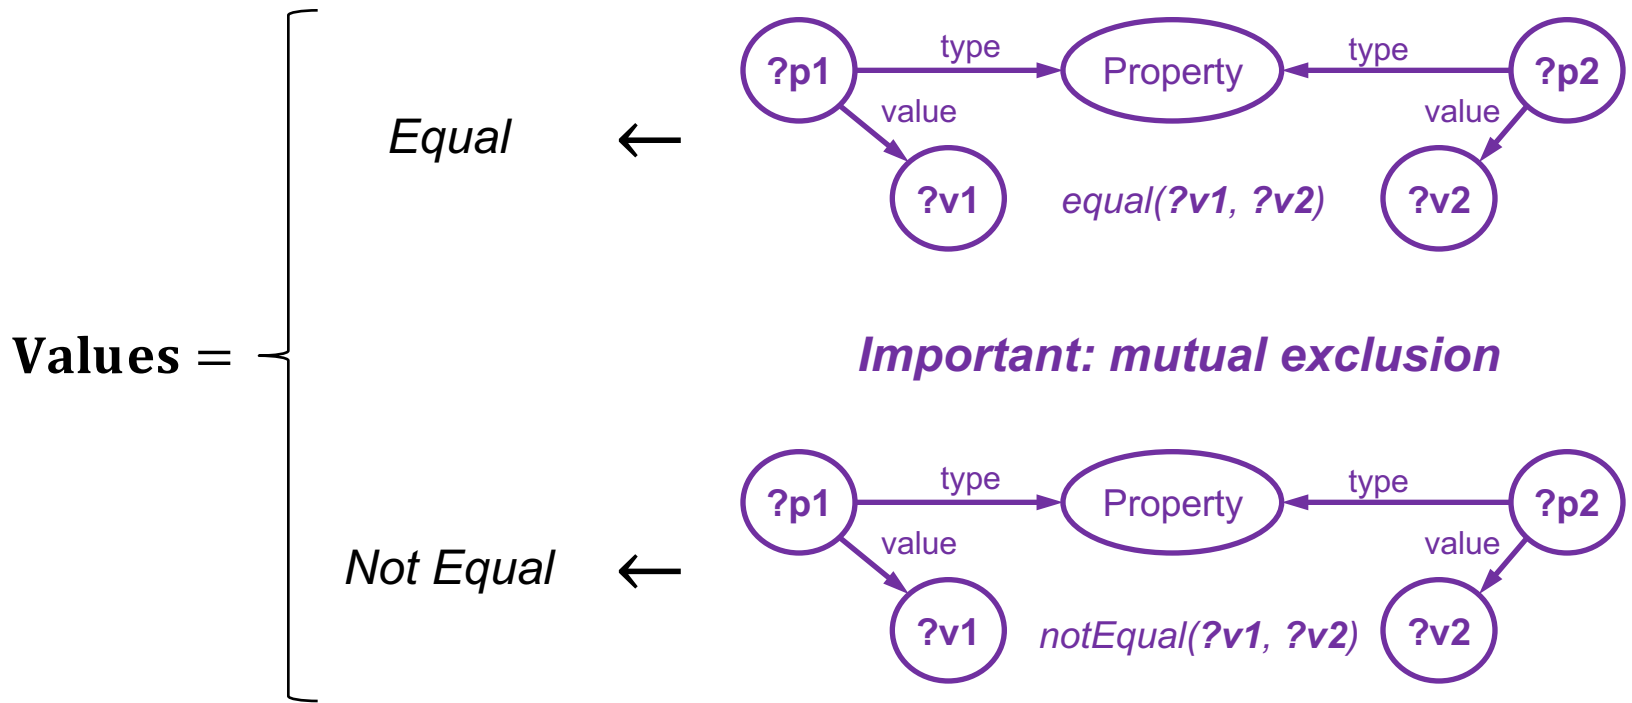 type
type
?p1
Property
?p2
value
value
Equal
←
?v1
equal(?v1, ?v2)
?v2
Values =
Important: mutual exclusion
type
type
?p1
Property
?p2
value
value
Not Equal
←
?v1
notEqual(?v1, ?v2)
?v2